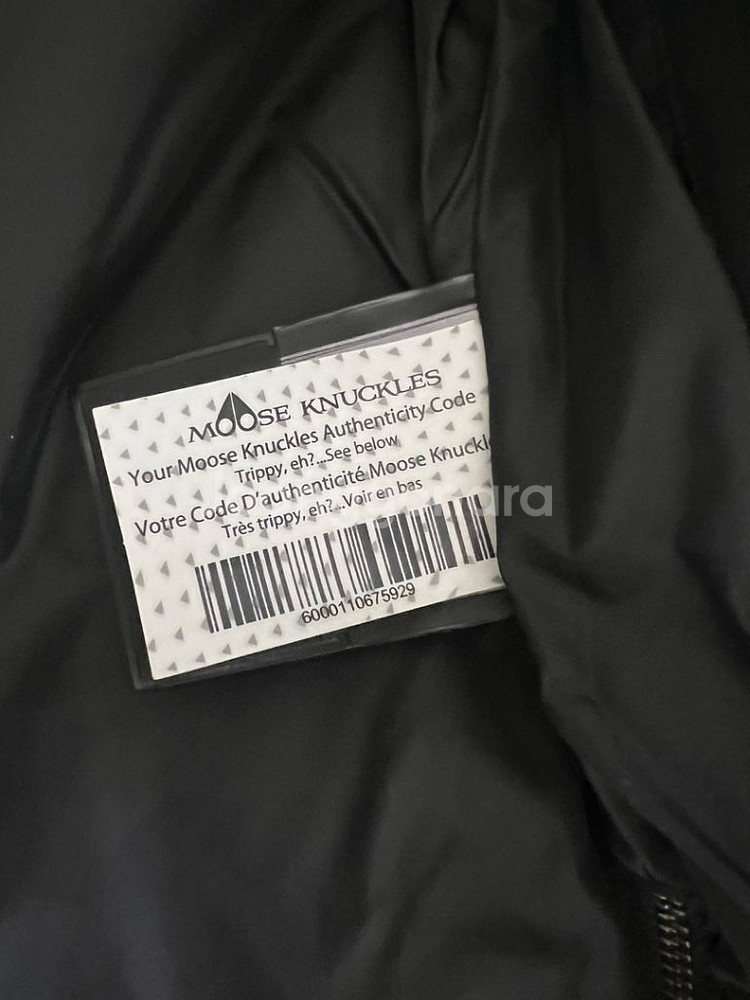 MOOSE KNUCKLES
Your Moose Knuckles Authenticity Code
Trippy, eh?...See below
Votre Code D'authenticité Moose Knuckl
Très trippy, eh?...Voir en bas
6000110675929